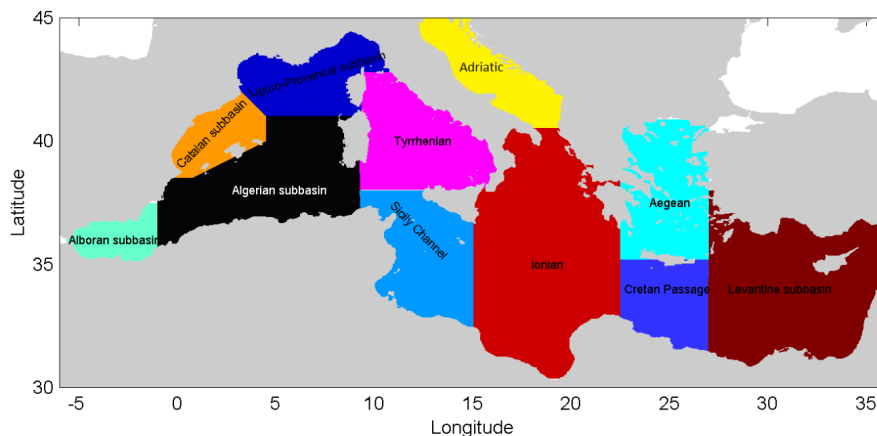 45
40
35
30
Latitude
Liguro-Provencal subbasin
Adriatic
Catalan subbasin
Tyrrhenian
Algerian subbasin
Aegean
Sicily Channel
Alboran subbasin
Ionian
Cretan Passage
Levantine subbasin
-5 0 5 10 15 20 25 30 35
Longitude